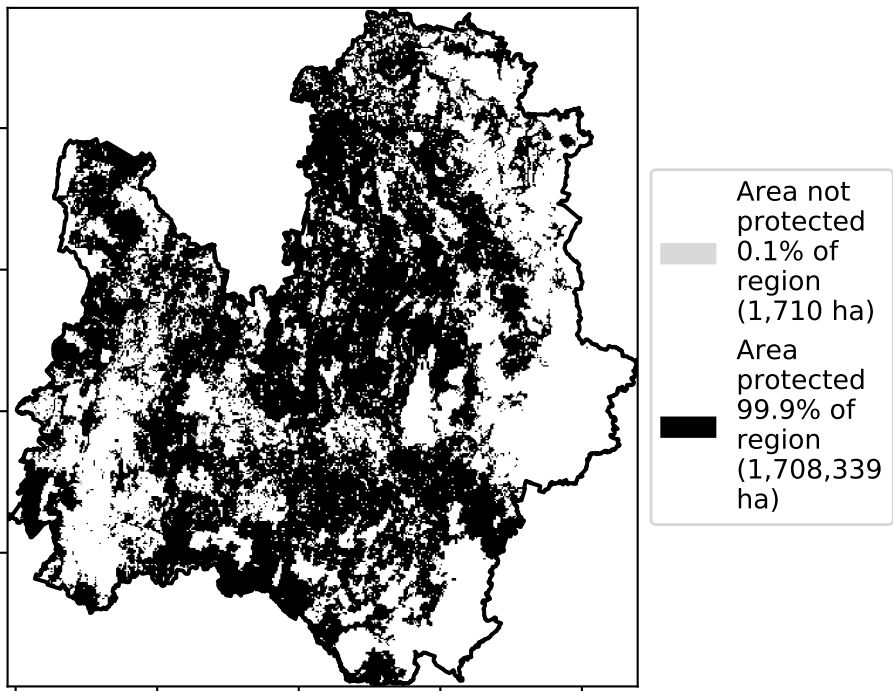 Area not
protected
0.1% of
region
(1,710 ha)
Area
protected
99.9% of
region
(1,708,339
ha)